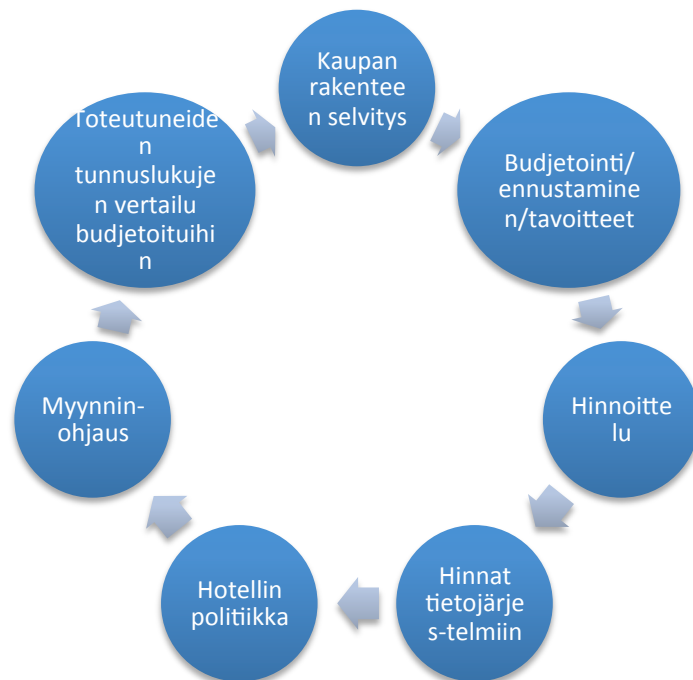 Kaupan
rakentee
n selvitys
Budjetointi/
ennustamine
n/tavoitteet
Hinnoitte
lu
Hinnat
tietojärje
s-telmiin
Hotellin
politiikka
Myynnin-
ohjaus
Toteutuneide
n
tunnuslukuje
n vertailu
budjetoituihi
n